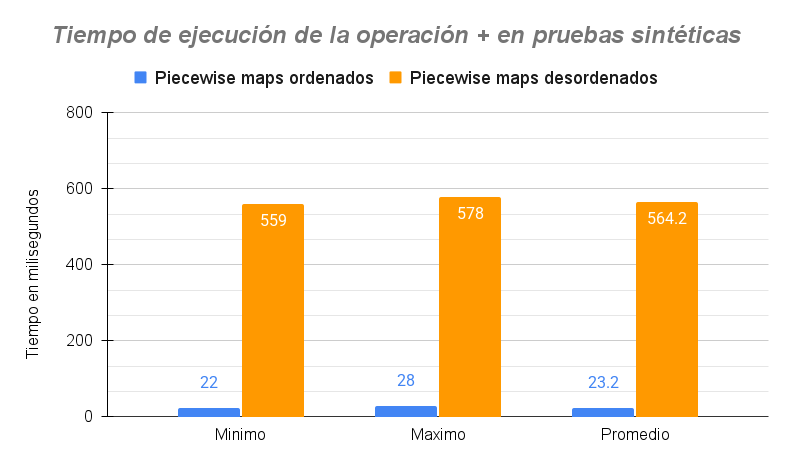 Tiempo de ejecución de la operación + en pruebas sintéticas
Piecewise maps ordenados
Piecewise maps desordenados
Tiempo en milisegundos
800
600
400
200
0
22
559
28
578
23.2
564.2
Minimo
Maximo
Promedio